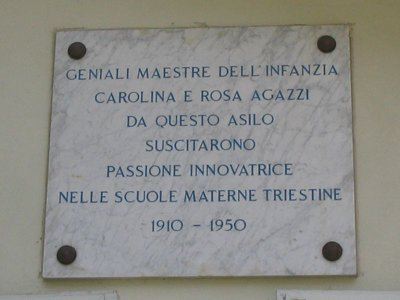 GENIALI MAESTRE DELL'INFANZIA
CAROLINA E ROSA AGAZZI
DA QUESTO ASILO
SUSCITARONO
PASSIONE INNOVATRICE
NELLE SCUOLE MATERNE TRIESTINE
1910 - 1950